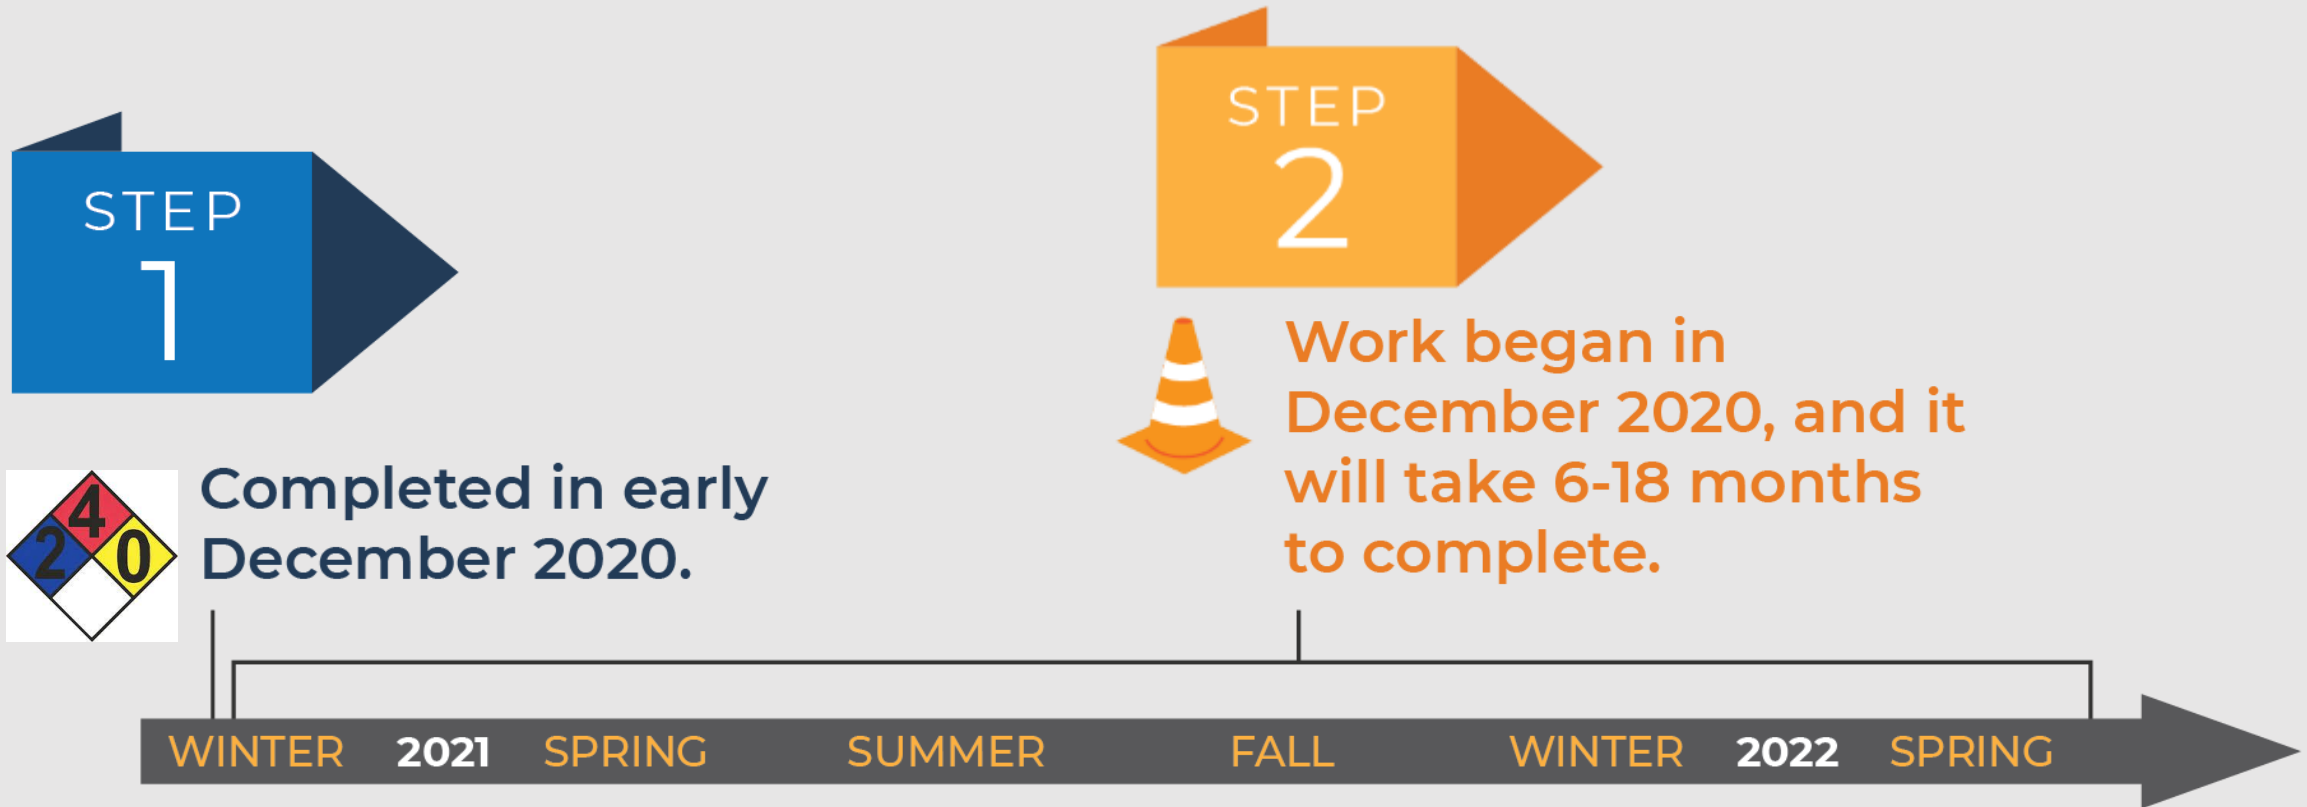 STEP
1
STEP
2
Work began in
December 2020, and it
will take 6-18 months
to complete.
4
2 0
Completed in early
December 2020.
WINTER 2021 SPRING SUMMER FALL WINTER 2022 SPRING